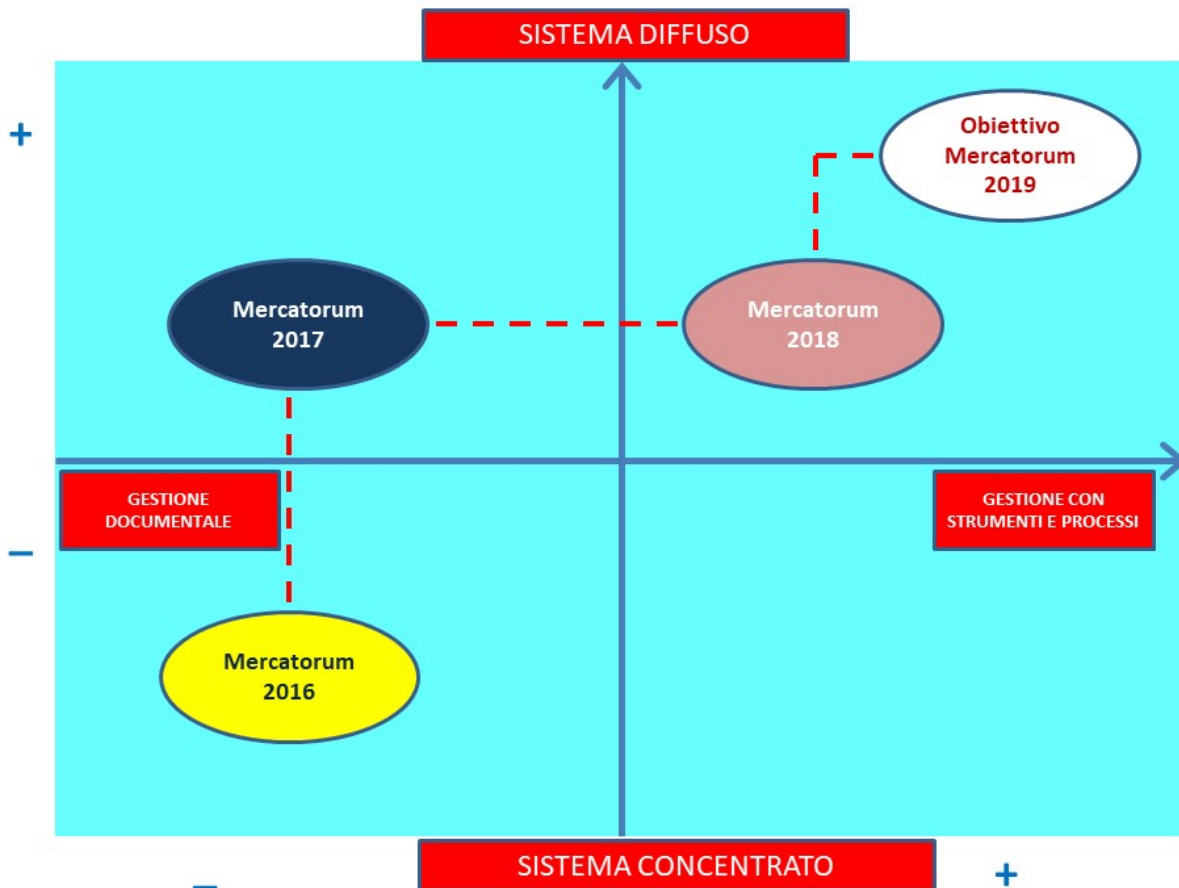 SISTEMA DIFFUSO
+
Obiettivo
Mercatorum
2019
Mercatorum
2017
Mercatorum
2018
GESTIONE
DOCUMENTALE
GESTIONE CON
STRUMENTI E PROCESSI
–
Mercatorum
2016
SISTEMA CONCENTRATO
–
+